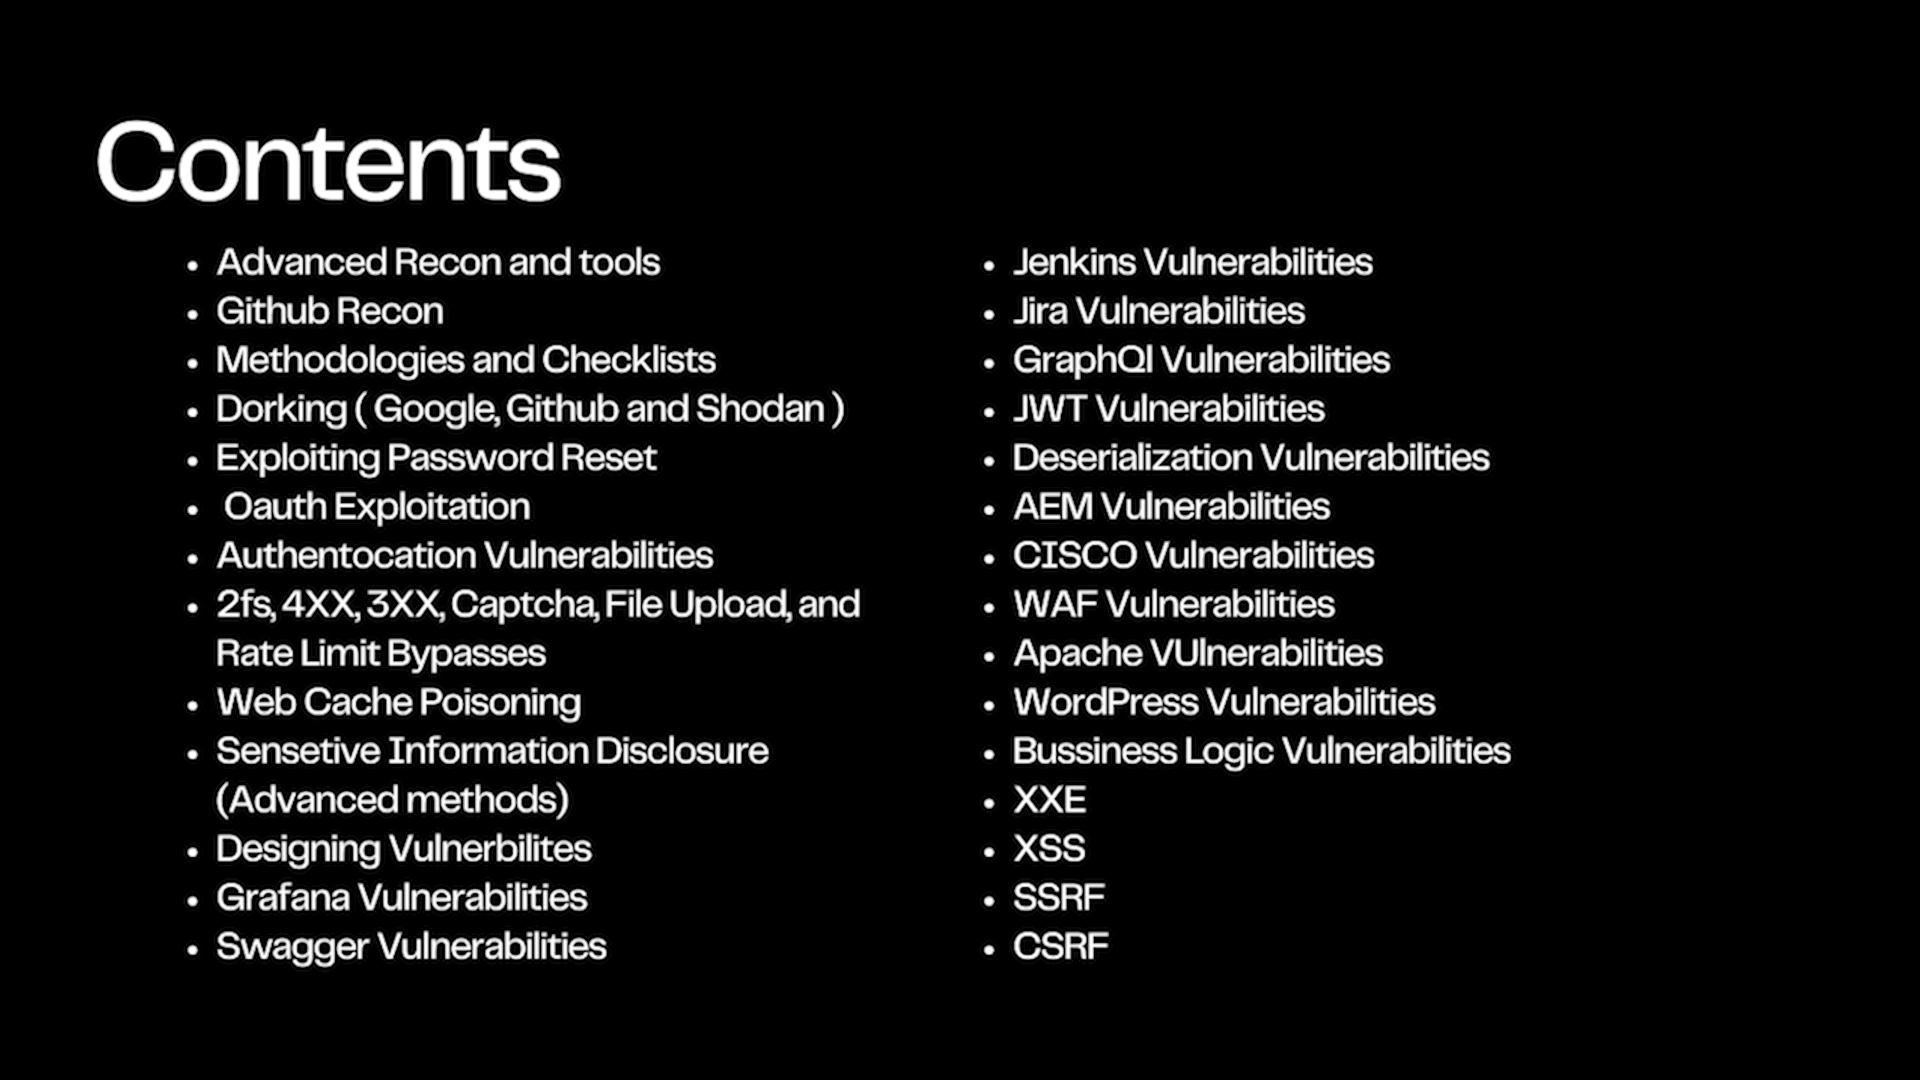 Contents
Advanced Recon and tools
Github Recon
Methodologies and Checklists
Dorking ( Google, Github and Shodan )
Exploiting Password Reset
Oauth Exploitation
Authentocation Vulnerabilities
2fs, 4XX, 3XX, Captcha, File Upload, and
Rate Limit Bypasses
Web Cache Poisoning
Sensetive Information Disclosure
(Advanced methods)
Designing Vulnerbilites
Grafana Vulnerabilities
Swagger Vulnerabilities
Jenkins Vulnerabilities
Jira Vulnerabilities
GraphQl Vulnerabilities
JWT Vulnerabilities
Deserialization Vulnerabilities
AEM Vulnerabilities
CISCO Vulnerabilities
WAF Vulnerabilities
Apache VUlnerabilities
WordPress Vulnerabilities
Bussiness Logic Vulnerabilities
XXE
XSS
SSRF
CSRF